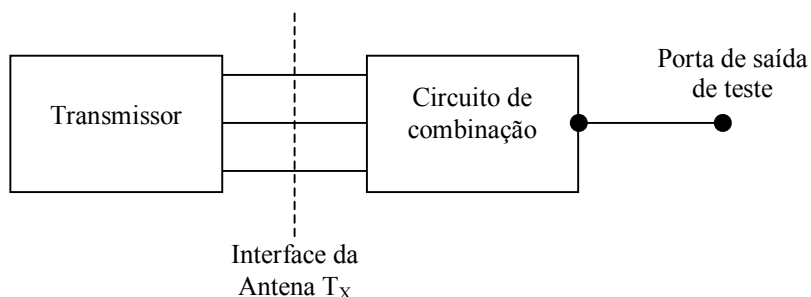 Transmissor
Circuito de
combinação
Porta de saída
de teste
Interface da
Antena TX